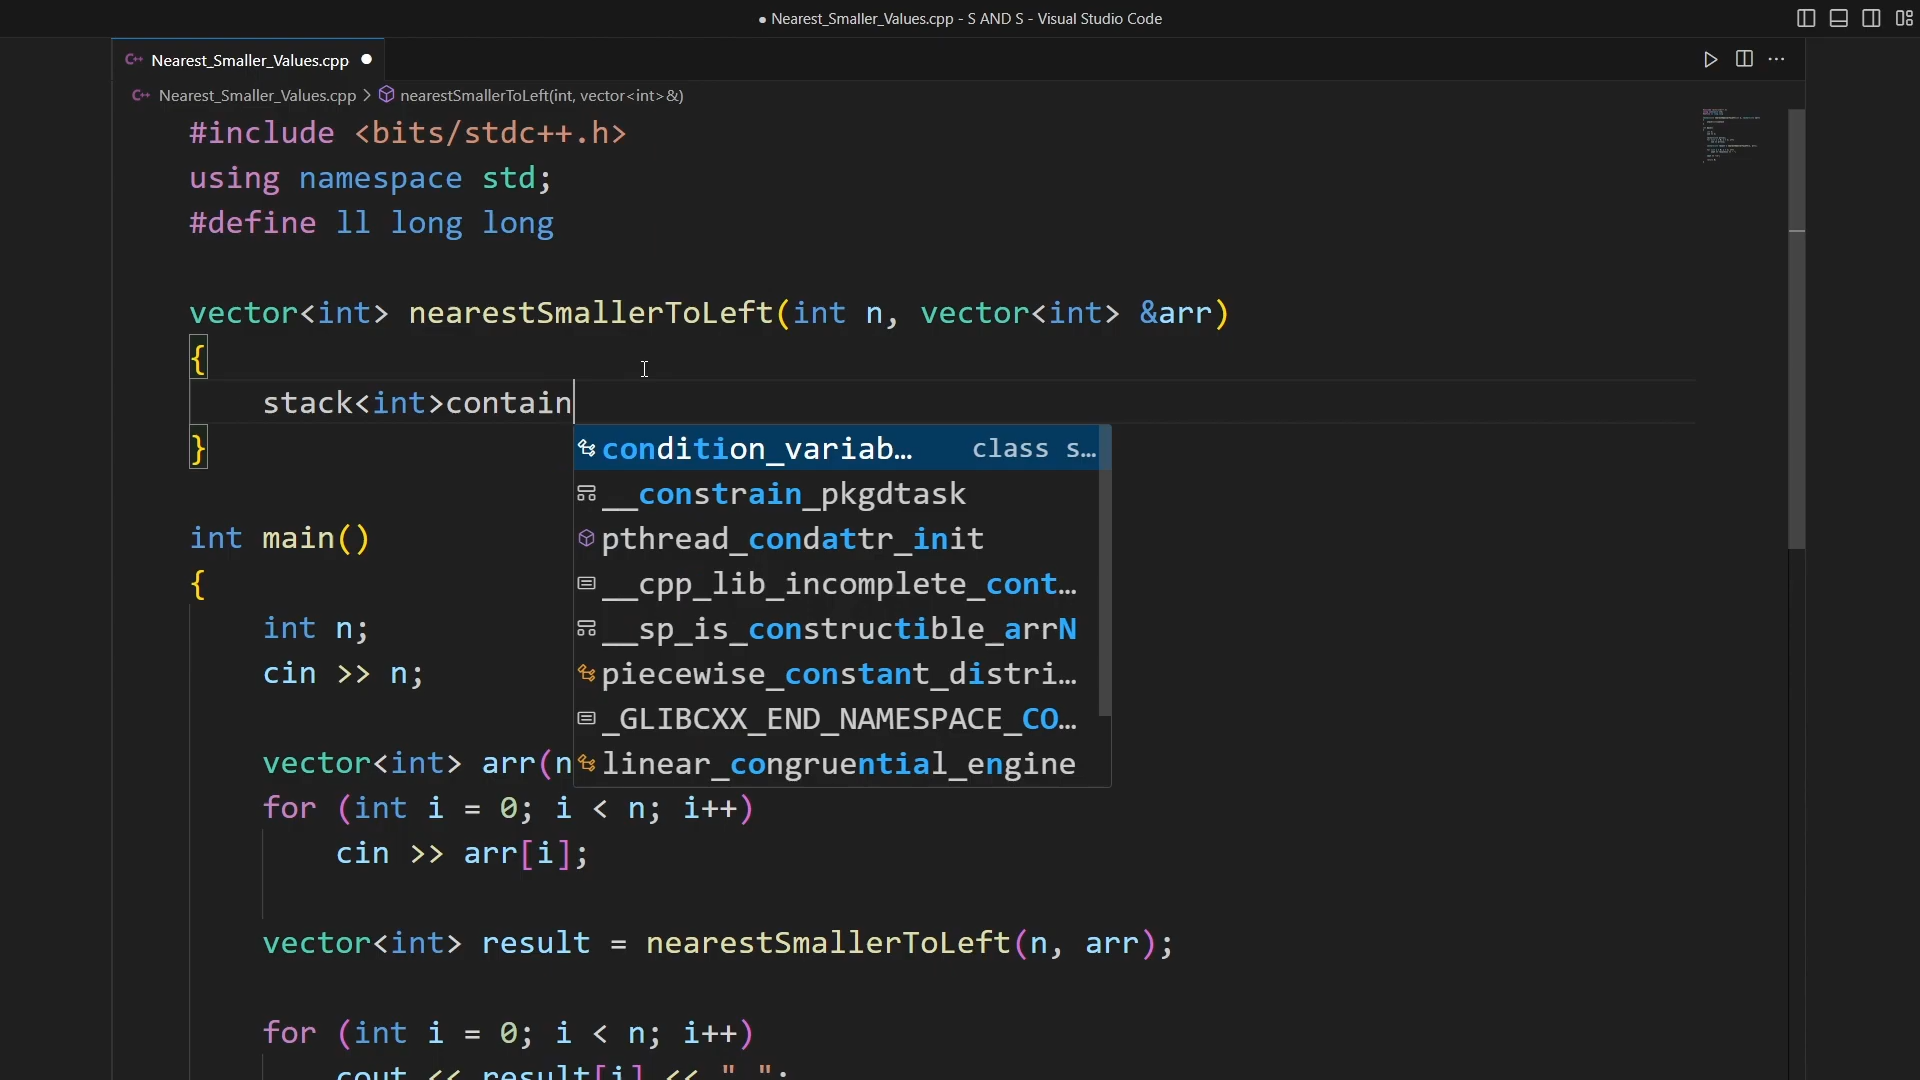 ● Nearest_Smaller_Values.cpp - S AND S - Visual Studio Code
C++ Nearest_Smaller_Values.cpp ●
C++ Nearest_Smaller_Values.cpp > nearestSmallerToLeft(int, vector<int>&)
#include <bits/stdc++.h>
using namespace std;
#define ll long long
vector<int> nearestSmallerToLeft(int n, vector<int> &arr)
{
stack<int>contain
}
condition_variab… class s…
__constrain_pkgdtask
pthread_condattr_init
__cpp_lib_incomplete_cont…
__sp_is_constructible_arrN
piecewise_constant_distri…
_GLIBCXX_END_NAMESPACE_CO…
linear_congruential_engine
int main()
{
int n;
cin >> n;
vector<int> arr(n
for (int i = 0; i < n; i++)
cin >> arr[i];
vector<int> result = nearestSmallerToLeft(n, arr);
for (int i = 0; i < n; i++)
cout << result[i] << " ";